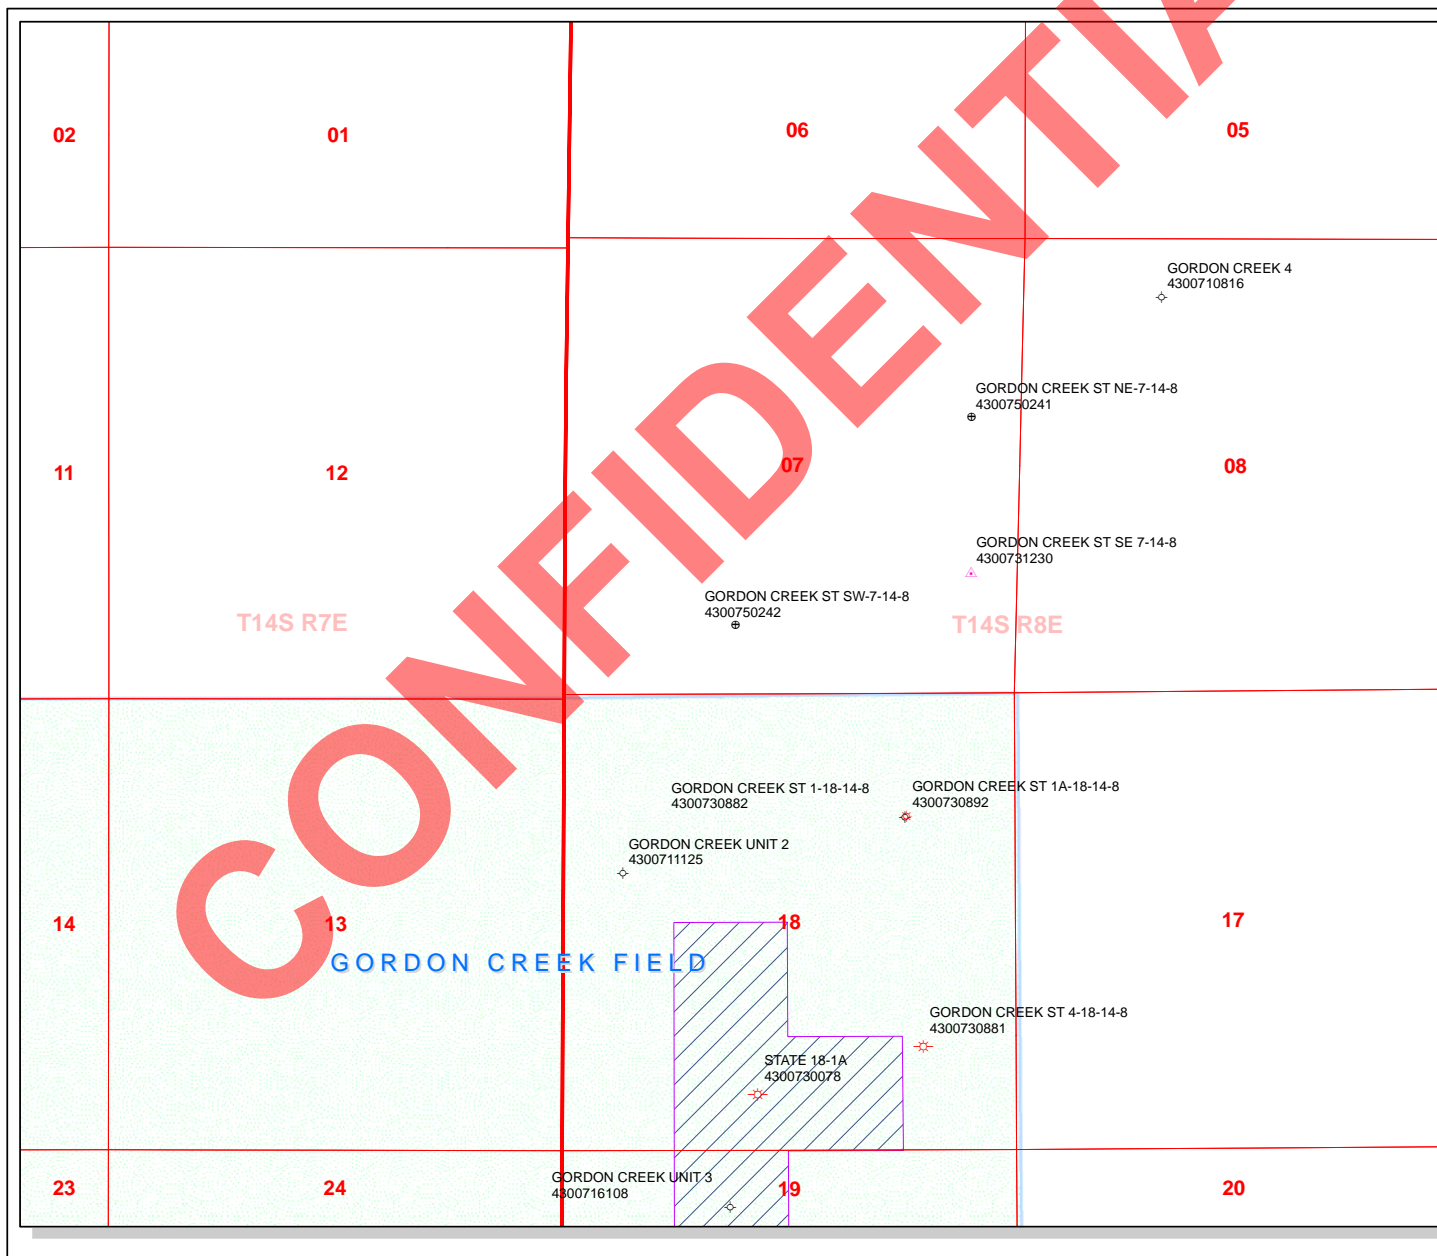 02
01
06
05
GORDON CREEK 4
4300710816
GORDON CREEK ST NE-7-14-8
4300750241
11
12
07
08
GORDON CREEK ST SE 7-14-8
4300731230
GORDON CREEK ST SW-7-14-8
4300750242
T14S R7E
T14S R8E
GORDON CREEK ST 1-18-14-8
4300730882
GORDON CREEK ST 1A-18-14-8
4300730892
GORDON CREEK UNIT 2
4300711125
14
13
18
17
GORDON CREEK FIELD
GORDON CREEK ST 4-18-14-8
4300730881
STATE 18-1A
4300730078
GORDON CREEK UNIT 3
4300716108
23
24
19
20
CONFIDENTIA